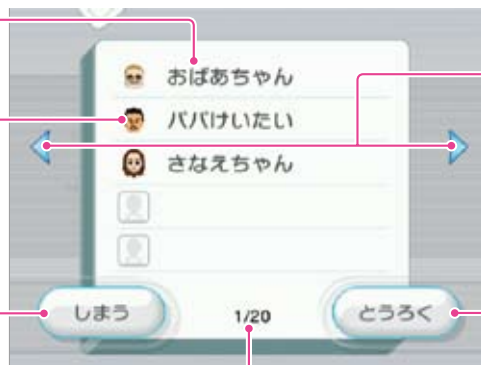 おばあちゃん
パパけいたい
さなえちゃん
しまう
1/20
とうろく